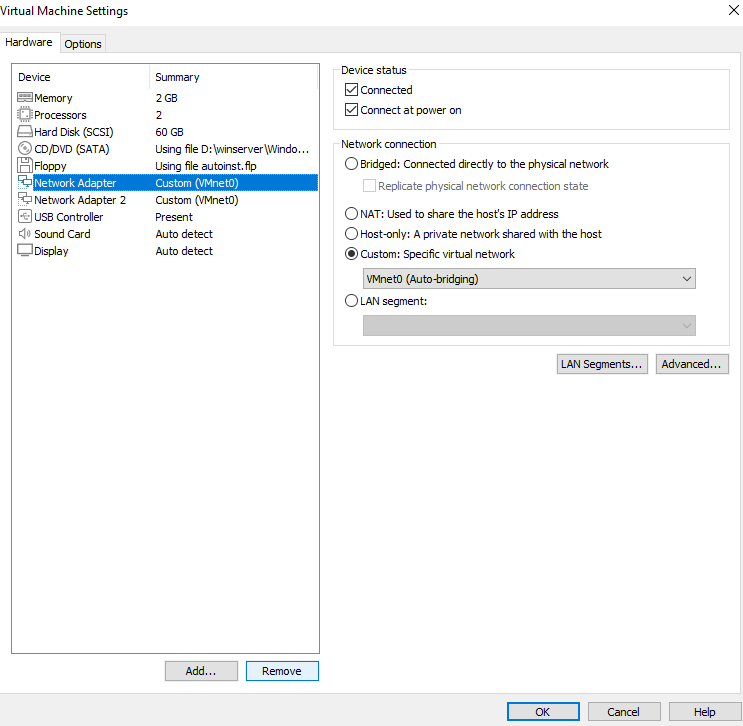 Virtual Machine Settings
Hardware Options
Device Summary
Memory 2 GB
Processors 2
Hard Disk (SCSI) 60 GB
CD/DVD (SATA) Using file D:\winserver\Windo...
Floppy Using file autoinst.flp
Network Adapter Custom (VMnet0)
Network Adapter 2 Custom (VMnet0)
USB Controller Present
Sound Card Auto detect
Display Auto detect
Add... Remove
Device status
Connected
Connect at power on
Network connection
Bridged: Connected directly to the physical network
Replicate physical network connection state
NAT: Used to share the host's IP address
Host-only: A private network shared with the host
Custom: Specific virtual network
VMnet0 (Auto-bridging)
LAN segment:
LAN Segments... Advanced...
OK Cancel Help